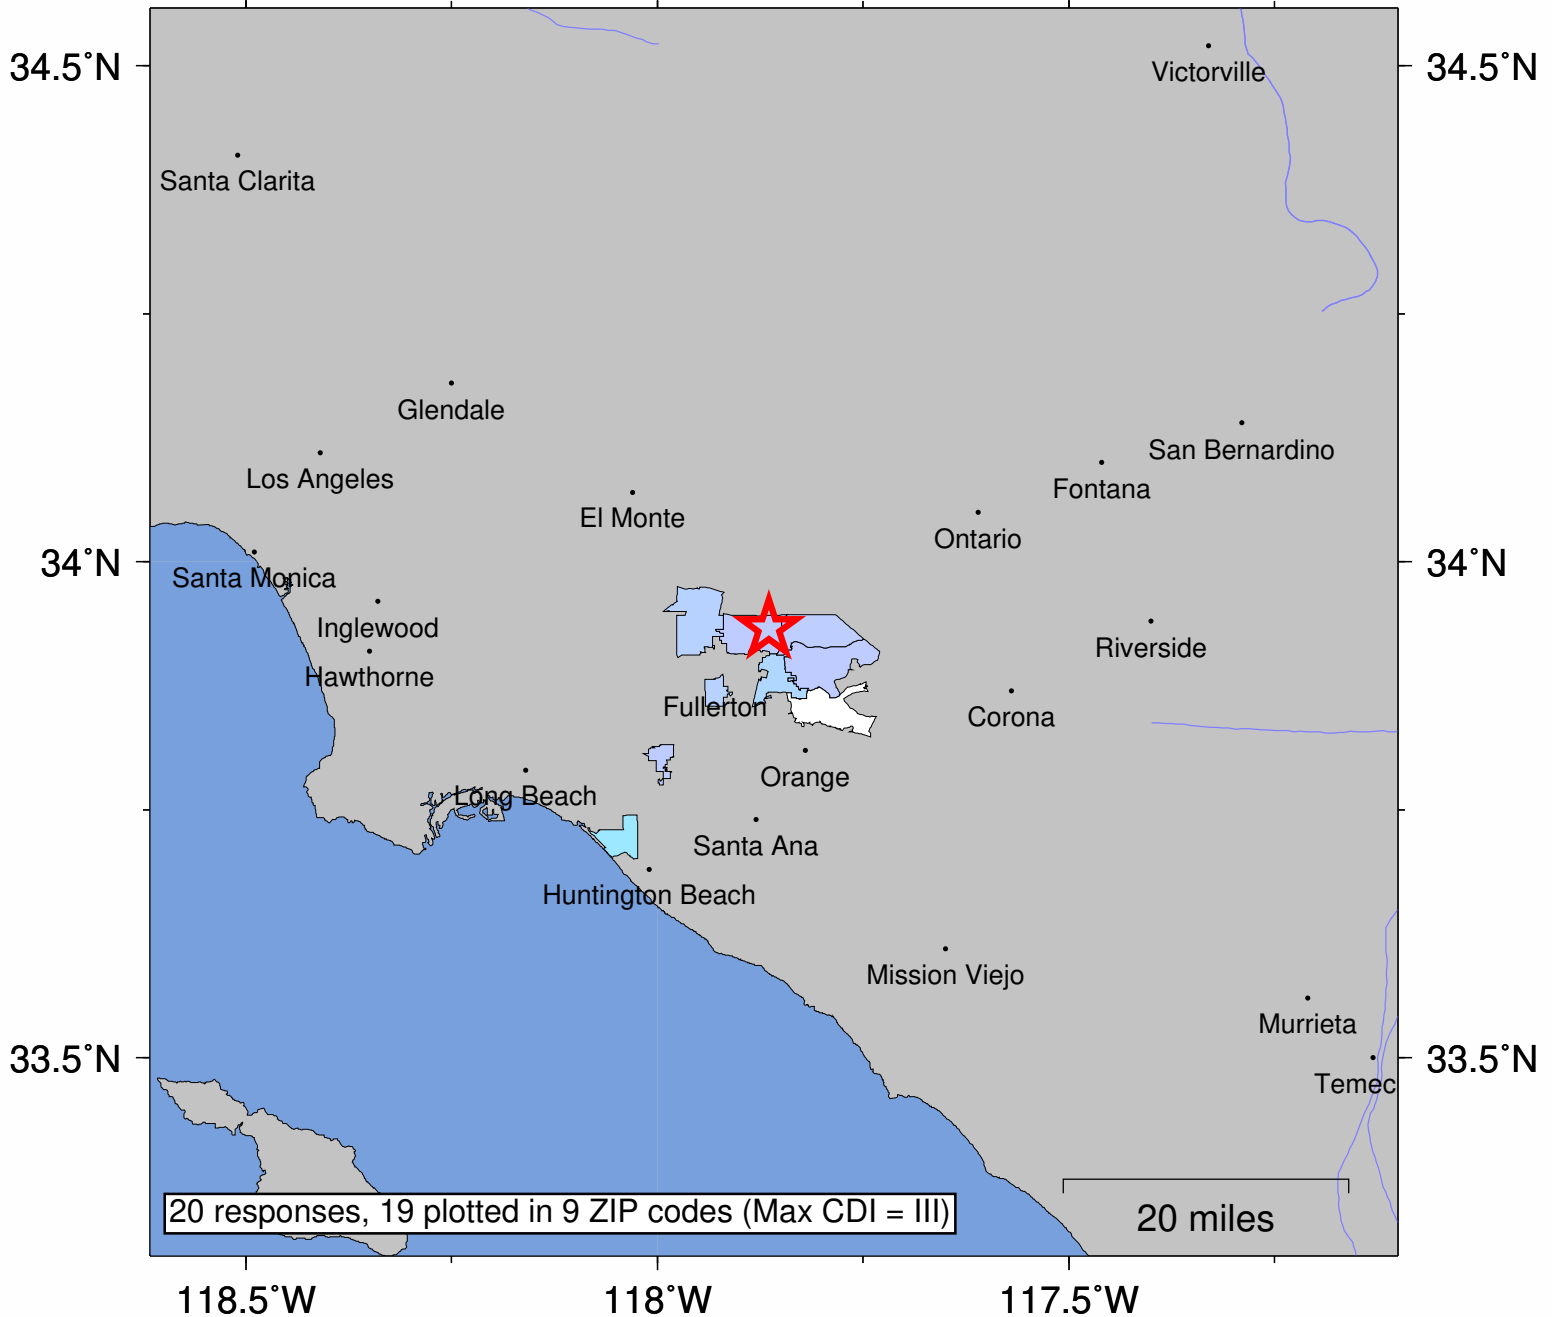 34.5˚N
34.5˚N
Victorville
Santa Clarita
Glendale
San Bernardino
Los Angeles
Fontana
El Monte
Ontario
34˚N
34˚N
Santa Monica
Inglewood
Riverside
Hawthorne
Fullerton
Corona
Orange
Long Beach
Santa Ana
Huntington Beach
Mission Viejo
Murrieta
33.5˚N
33.5˚N
Temec
20 responses, 19 plotted in 9 ZIP codes (Max CDI = III)
20 miles
118.5˚W
118˚W
117.5˚W